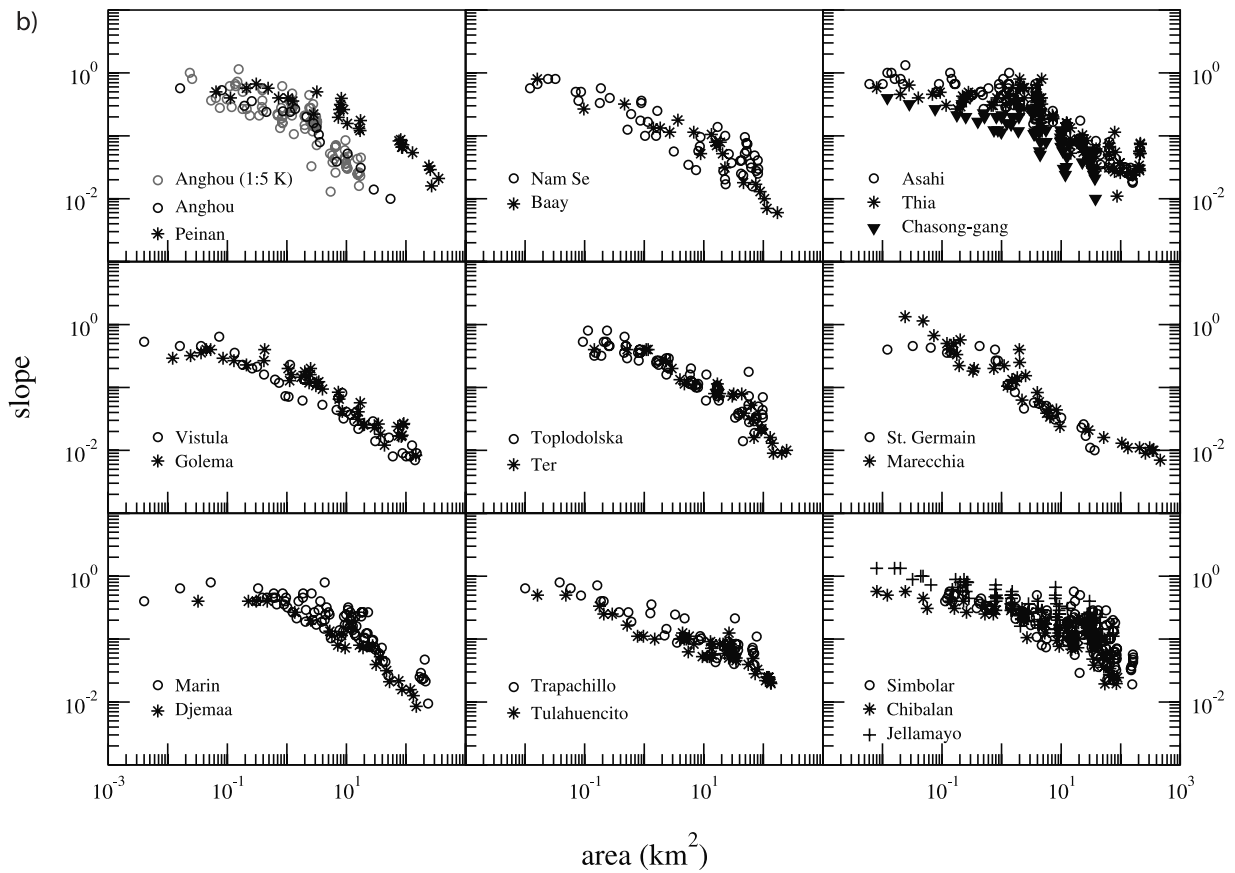 b)
Anghou (1:5 K)
Anghou
Peinan
Nam Se
Baay
10^0
10^-2
Asahi
Thia
Chasong-gang
10^0
10^-2
slope
10^0
10^-2
Vistula
Golema
Toplodolska
Ter
St. Germain
Marecchia
10^0
10^-2
10^0
10^-2
Marin
Djemaa
Trapachillo
Tulahuencito
Simbolar
Chibalan
Jellamayo
10^0
10^-2
10^-3
10^-1
10^1
10^-1
10^1
10^-1
10^1
10^3
area (km^2)